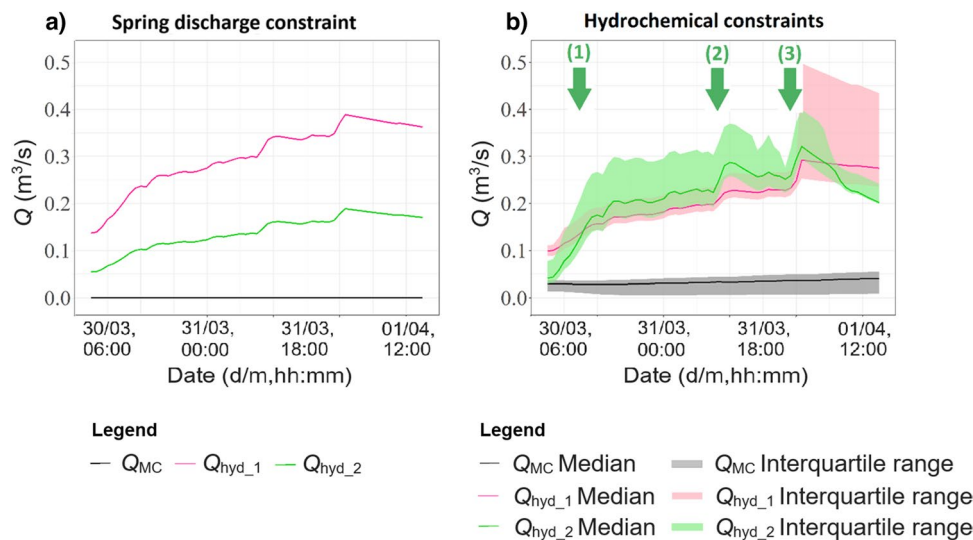 a) Spring discharge constraint
0.5
0.4
0.3
0.2
0.1
0.0
Q (m³/s)
30/03, 31/03, 31/03, 01/04,
06:00 00:00 18:00 12:00
Date (d/m,hh:mm)
Legend
QMC Qhyd_1 Qhyd_2
b) Hydrochemical constraints
(1) (2) (3)
0.5
0.4
0.3
0.2
0.1
0.0
Q (m³/s)
30/03, 31/03, 31/03, 01/04,
06:00 00:00 18:00 12:00
Date (d/m,hh:mm)
Legend
QMC Median QMC Interquartile range
Qhyd_1 Median Qhyd_1 Interquartile range
Qhyd_2 Median Qhyd_2 Interquartile range